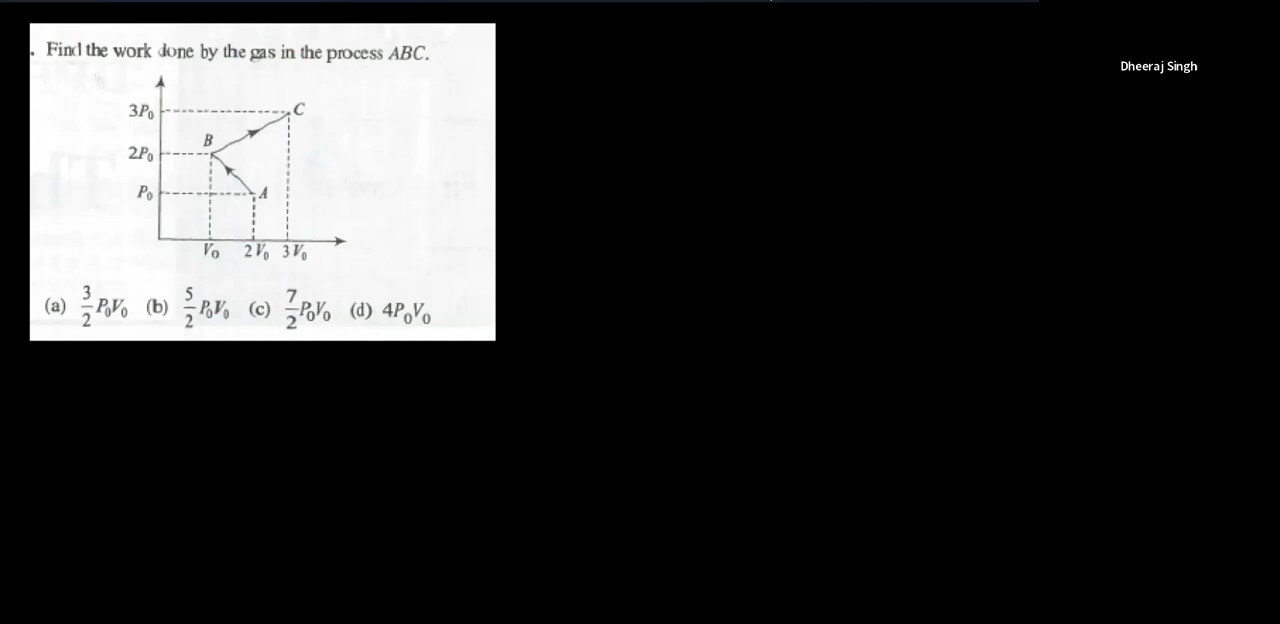 . Find the work done by the gas in the process ABC.
Dheeraj Singh
3P₀
C
B
2P₀
P₀
A
V₀ 2V₀ 3V₀
(a) 3/2 P₀V₀ (b) 5/2 P₀V₀ (c) 7/2 P₀V₀ (d) 4P₀V₀